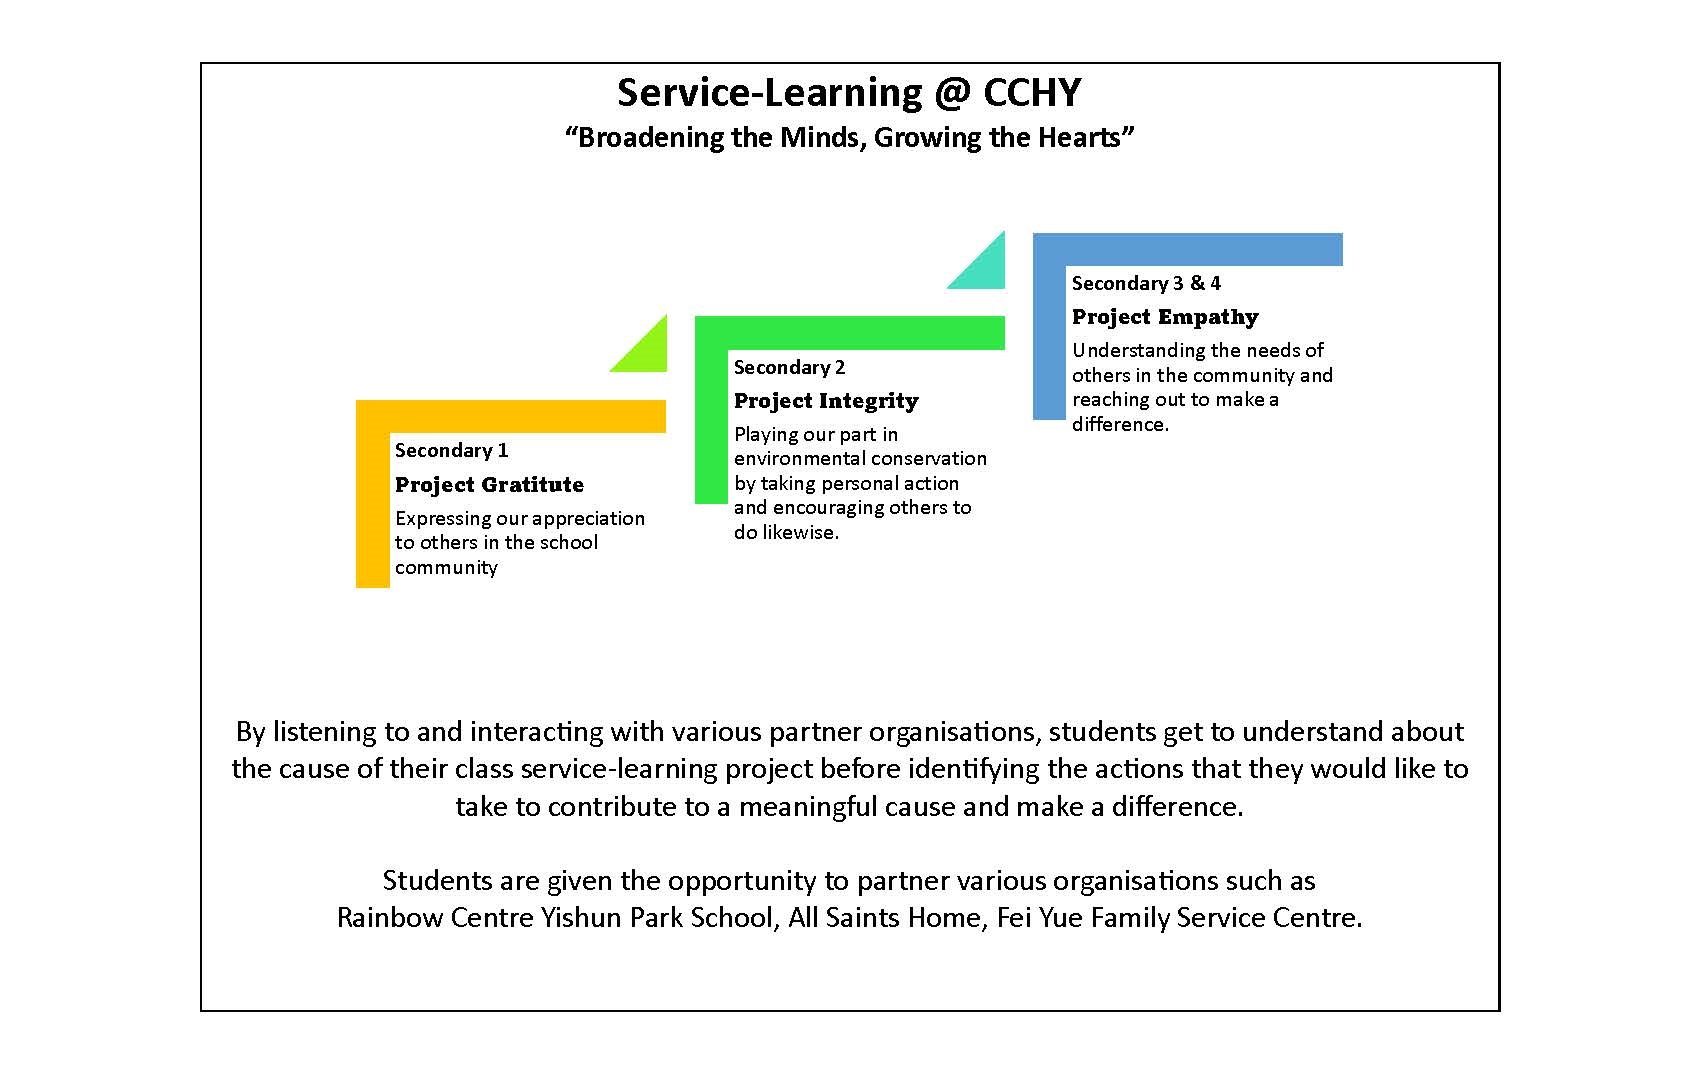 Service-Learning @ CCHY
“Broadening the Minds, Growing the Hearts”
Secondary 1
Project Gratitute
Expressing our appreciation
to others in the school
community
Secondary 2
Project Integrity
Playing our part in
environmental conservation
by taking personal action
and encouraging others to
do likewise.
Secondary 3 & 4
Project Empathy
Understanding the needs of
others in the community and
reaching out to make a
difference.
By listening to and interacting with various partner organisations, students get to understand about
the cause of their class service-learning project before identifying the actions that they would like to
take to contribute to a meaningful cause and make a difference.
Students are given the opportunity to partner various organisations such as
Rainbow Centre Yishun Park School, All Saints Home, Fei Yue Family Service Centre.